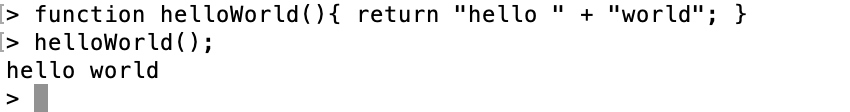 [> function helloWorld(){ return "hello " + "world"; }
[> helloWorld();
hello world
>